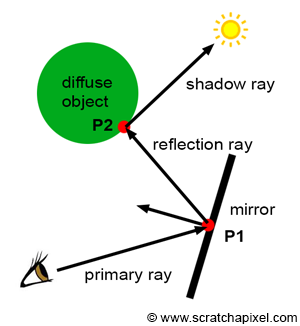 diffuse
object
shadow ray
P2
reflection ray
mirror
P1
primary ray
© www.scratchapixel.com